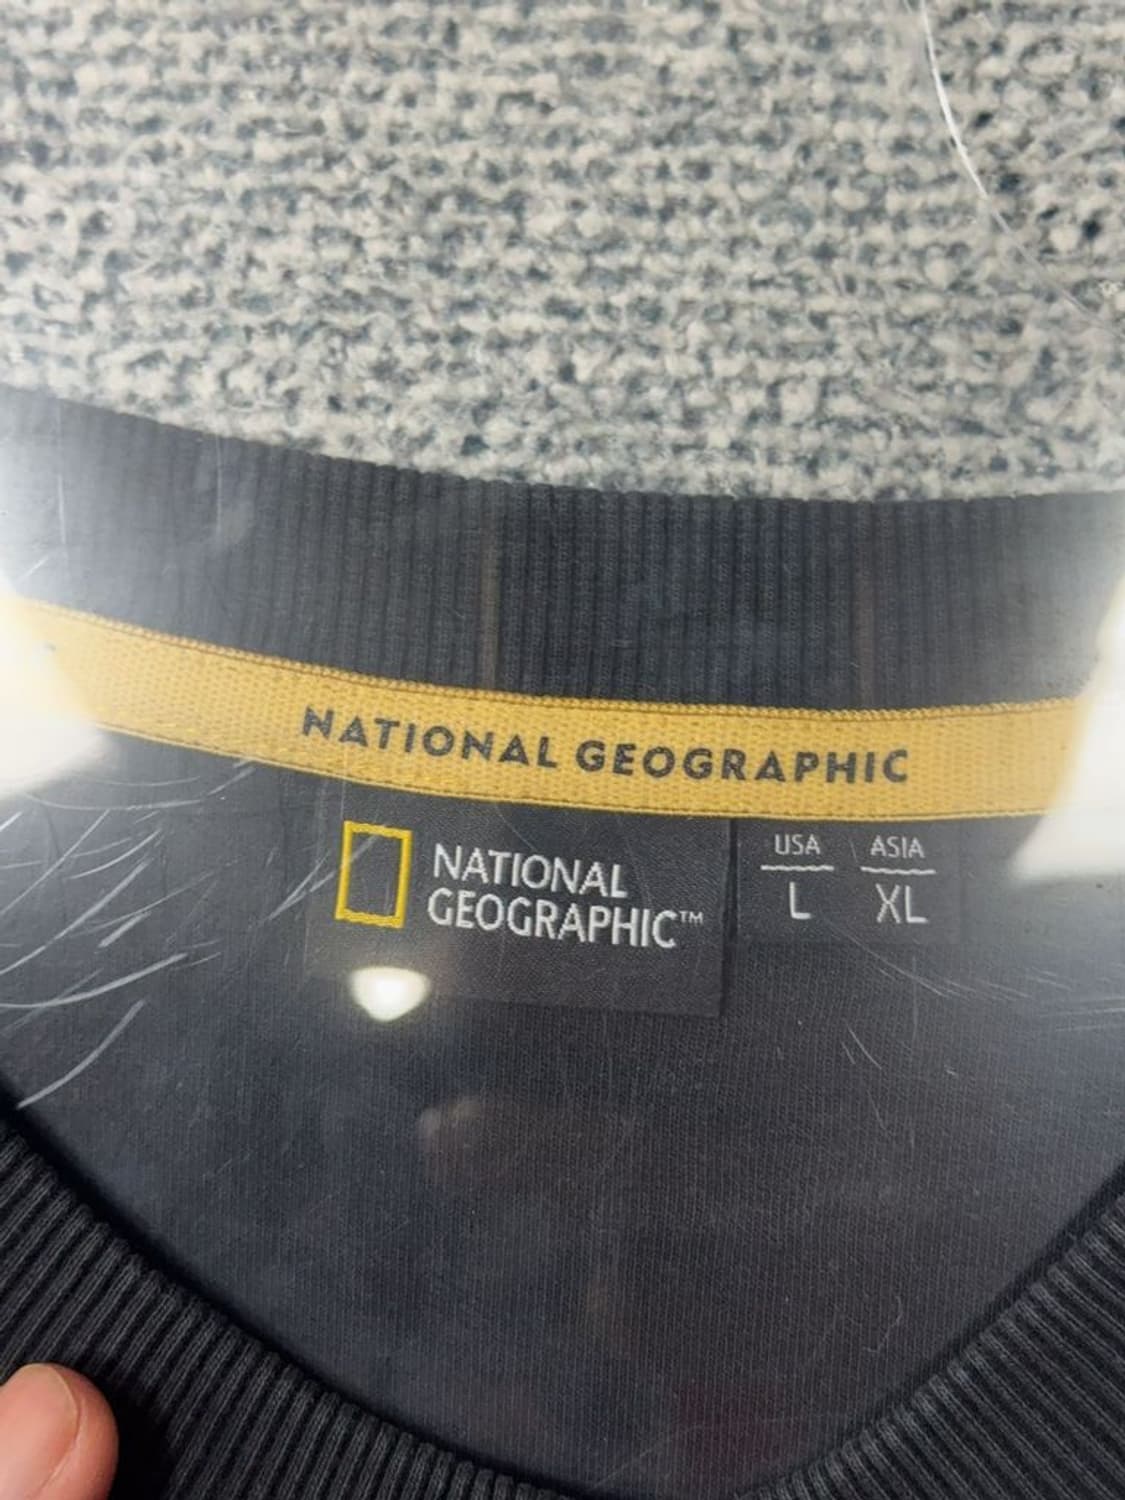 NATIONAL GEOGRAPHIC
NATIONAL
GEOGRAPHIC™
USA ASIA
L XL